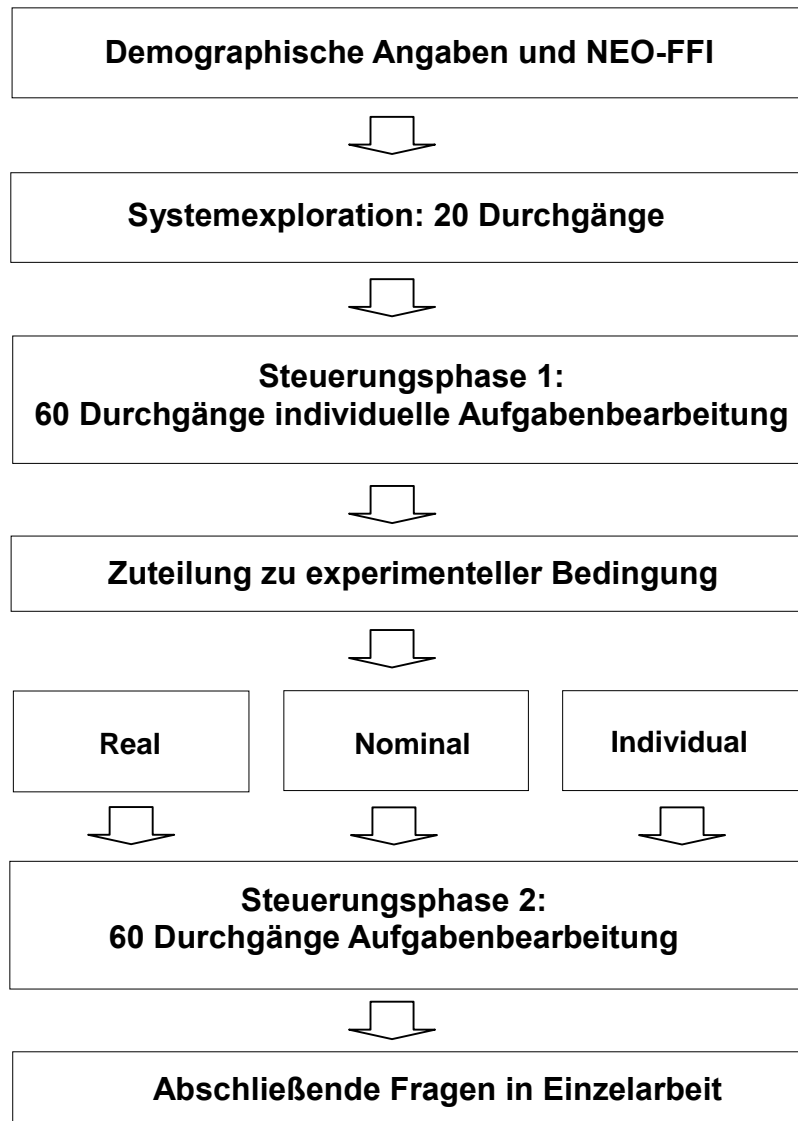 Demographische Angaben und NEO-FFI
Systemexploration: 20 Durchgänge
Steuerungsphase 1:
60 Durchgänge individuelle Aufgabenbearbeitung
Zuteilung zu experimenteller Bedingung
Real
Nominal
Individual
Steuerungsphase 2:
60 Durchgänge Aufgabenbearbeitung
Abschließende Fragen in Einzelarbeit